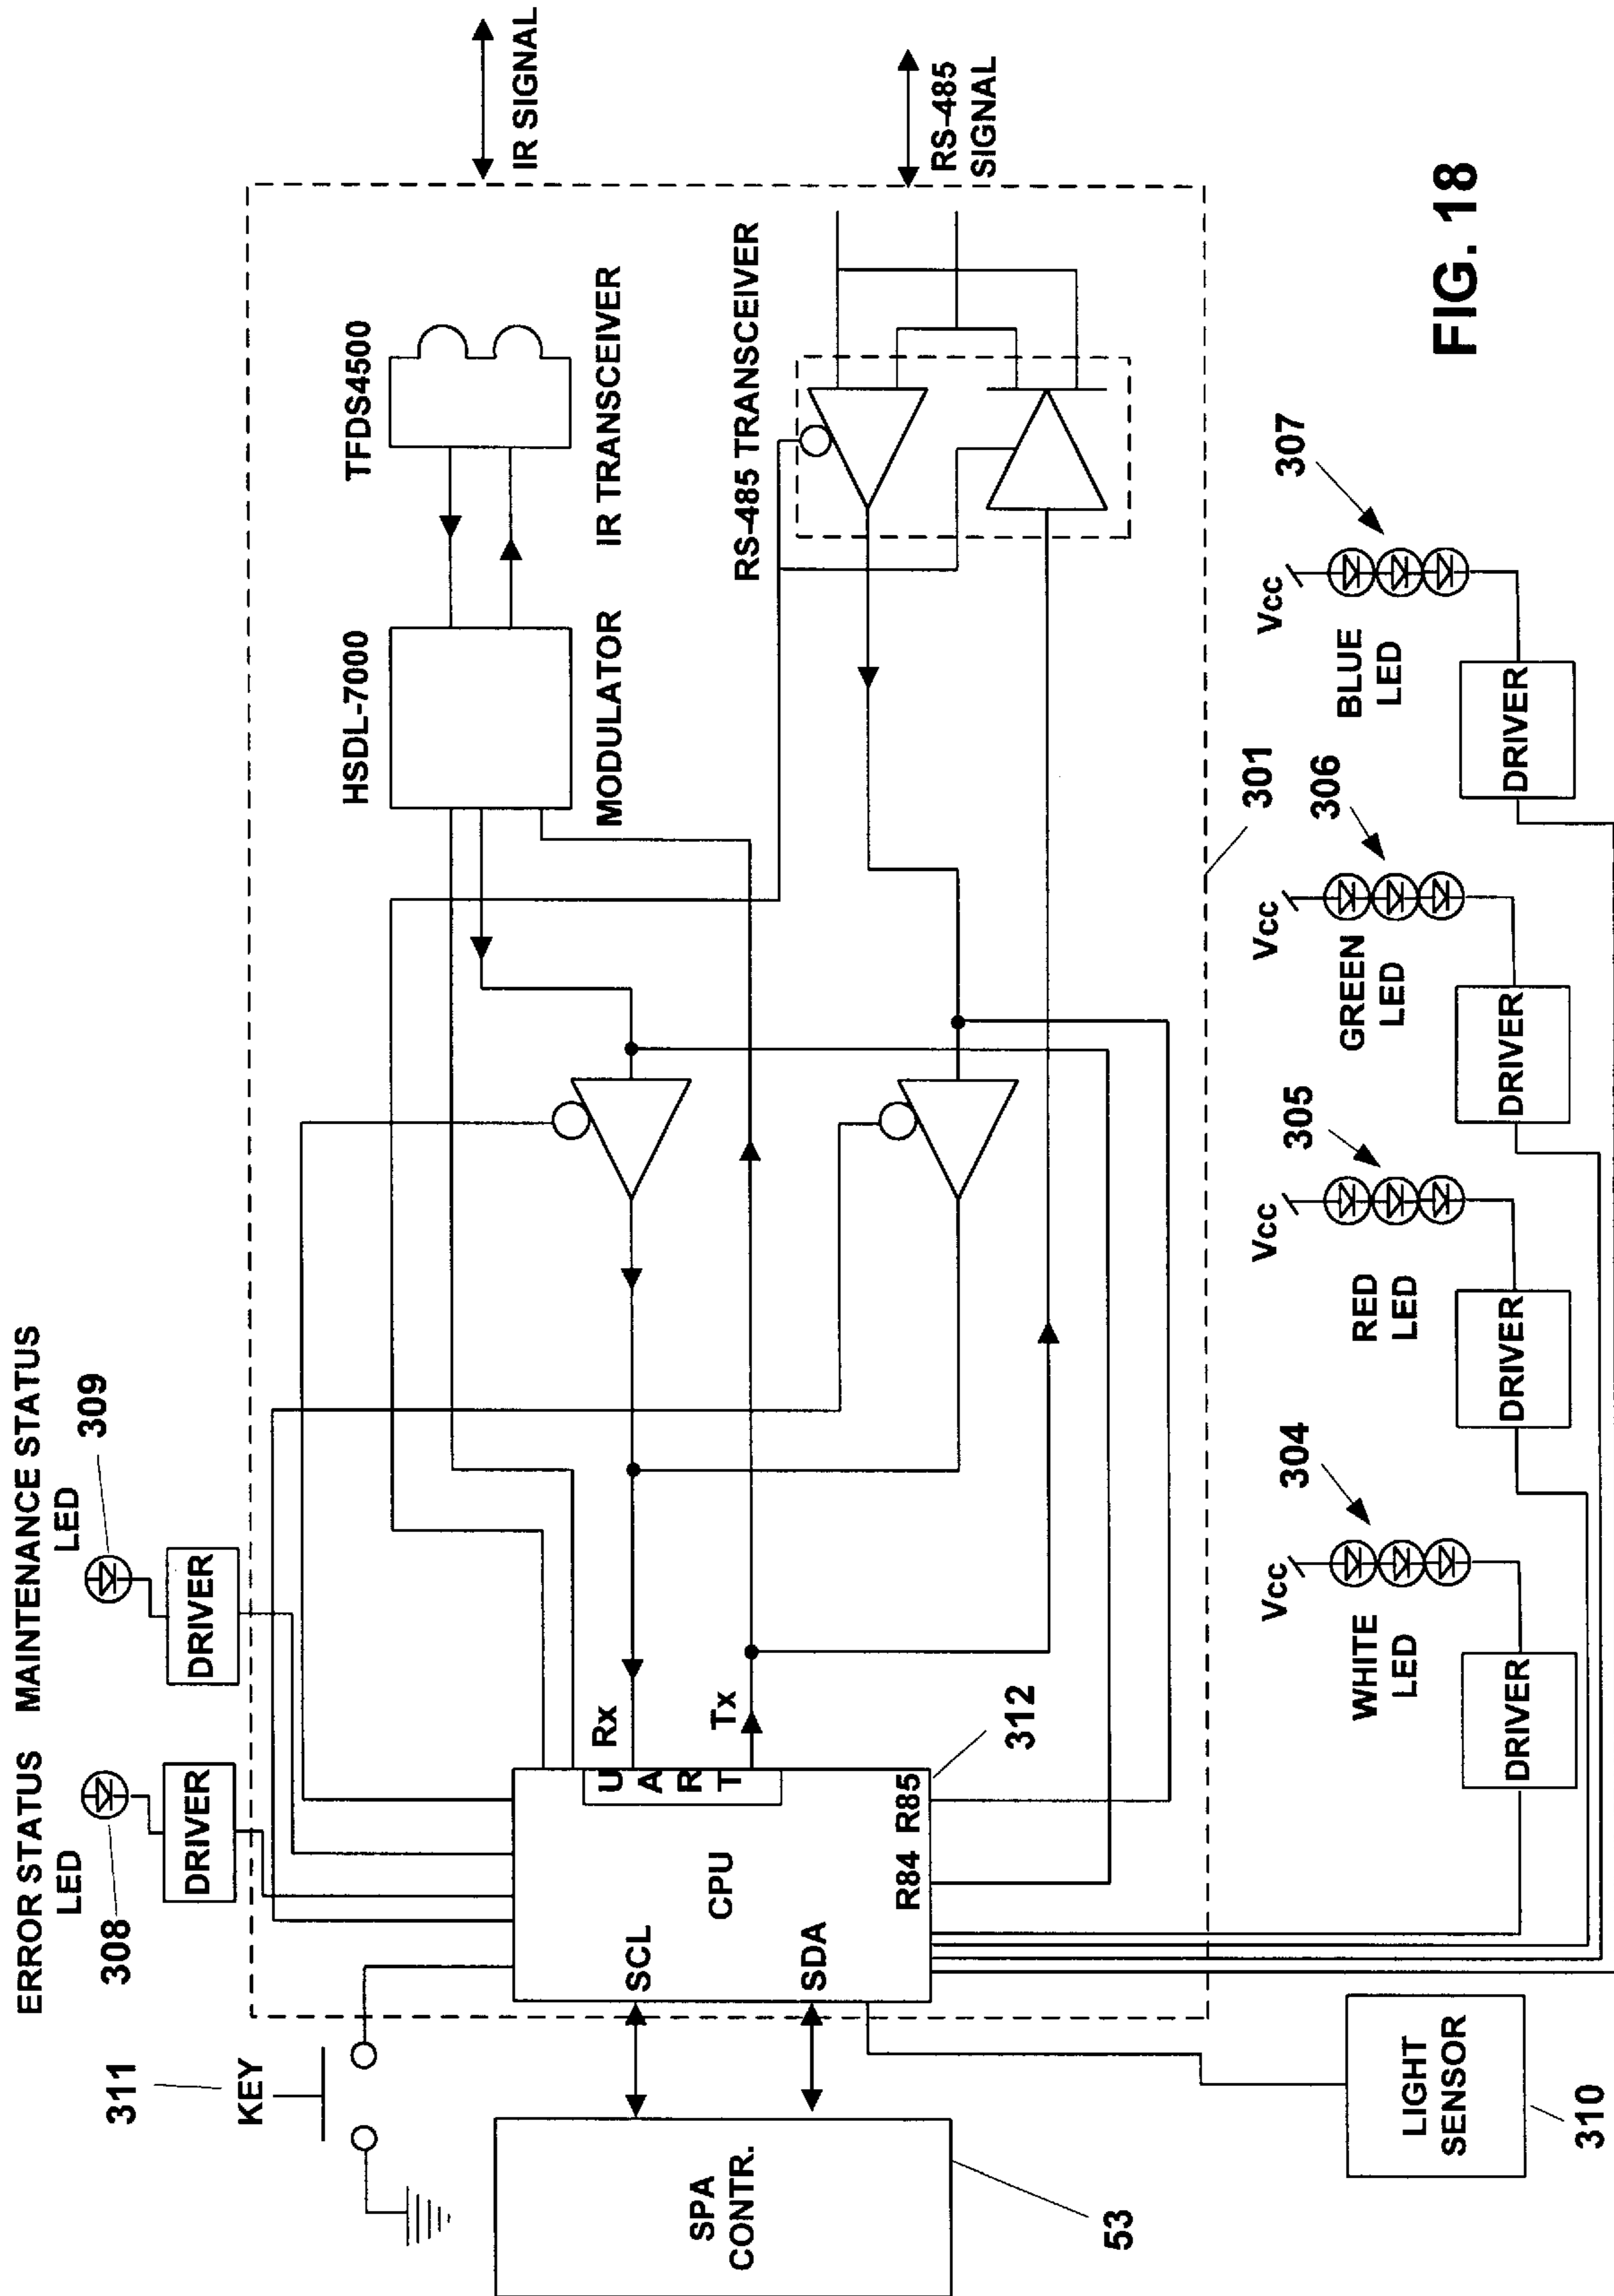 ERROR STATUS
LED
308
DRIVER
MAINTENANCE STATUS
LED
309
DRIVER
311
KEY
SPA
CONTR.
53
SCL
SDA
CPU
U
A
R
T
Rx
Tx
R84
R85
312
HSDL-7000
MODULATOR
TFDS4500
IR TRANSCEIVER
RS-485 TRANSCEIVER
IR SIGNAL
RS-485
SIGNAL
301
LIGHT
SENSOR
310
304
Vcc
WHITE
LED
DRIVER
305
Vcc
RED
LED
DRIVER
306
Vcc
GREEN
LED
DRIVER
307
Vcc
BLUE
LED
DRIVER
FIG. 18